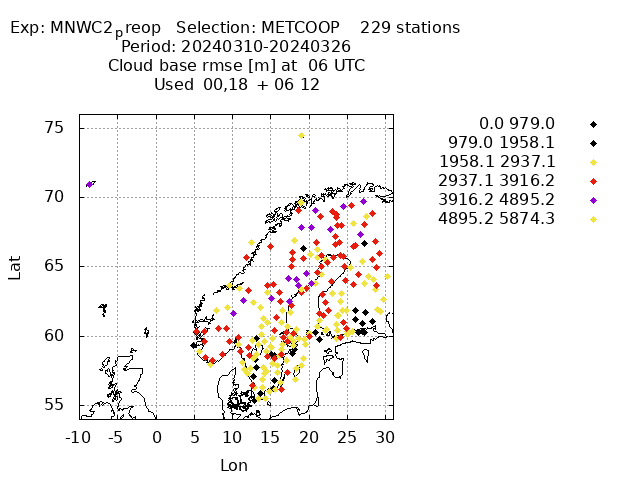 Exp: MNWC2preop Selection: METCOOP 229 stations
Period: 20240310-20240326
Cloud base rmse [m] at 06 UTC
Used 00,18 + 06 12
0.0 979.0
979.0 1958.1
1958.1 2937.1
2937.1 3916.2
3916.2 4895.2
4895.2 5874.3
75
70
65
60
55
Lat
-10 -5 0 5 10 15 20 25 30
Lon